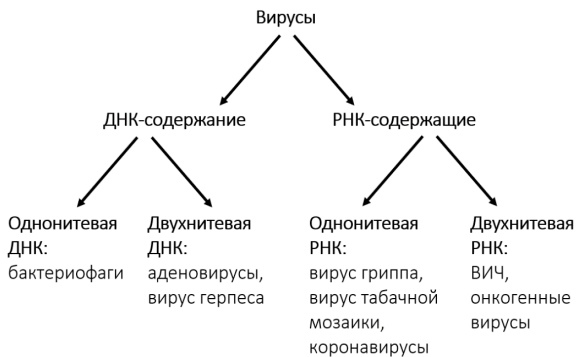 Вирусы
ДНК-содержание
РНК-содержащие
Однонитевая
ДНК:
бактериофаги
Двухнитевая
ДНК:
аденовирусы,
вирус герпеса
Однонитевая
РНК:
вирус гриппа,
вирус табачной
мозаики,
коронавирусы
Двухнитевая
РНК:
ВИЧ,
онкогенные
вирусы